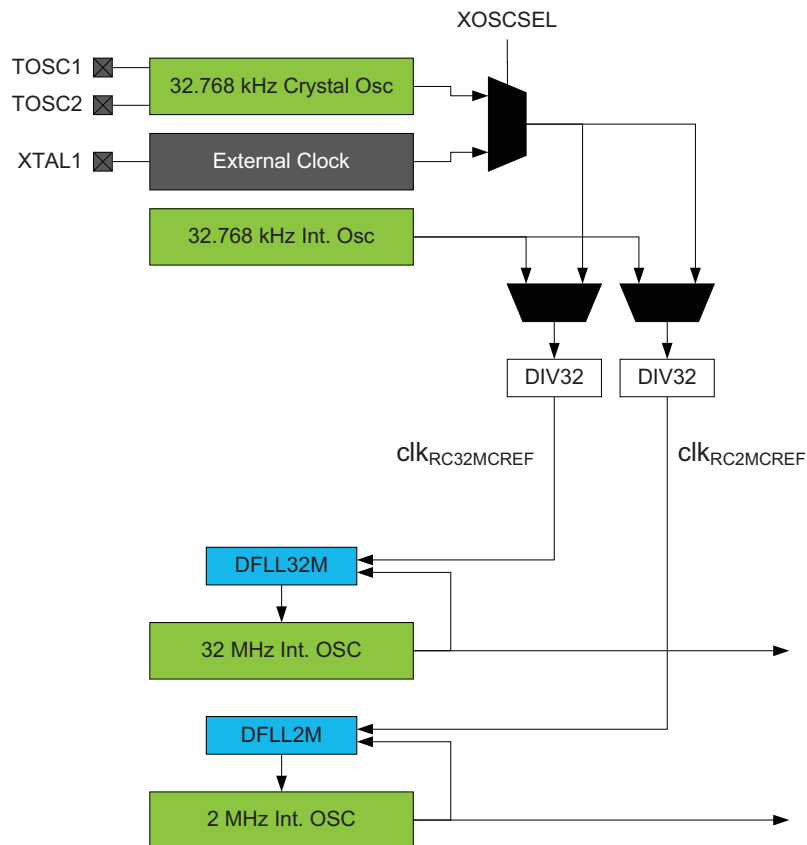 XOSCSEL
TOSC1
32.768 kHz Crystal Osc
TOSC2
XTAL1
External Clock
32.768 kHz Int. Osc
DIV32
DIV32
clkRC32MCREF
clkRC2MCREF
DFLL32M
32 MHz Int. OSC
DFLL2M
2 MHz Int. OSC